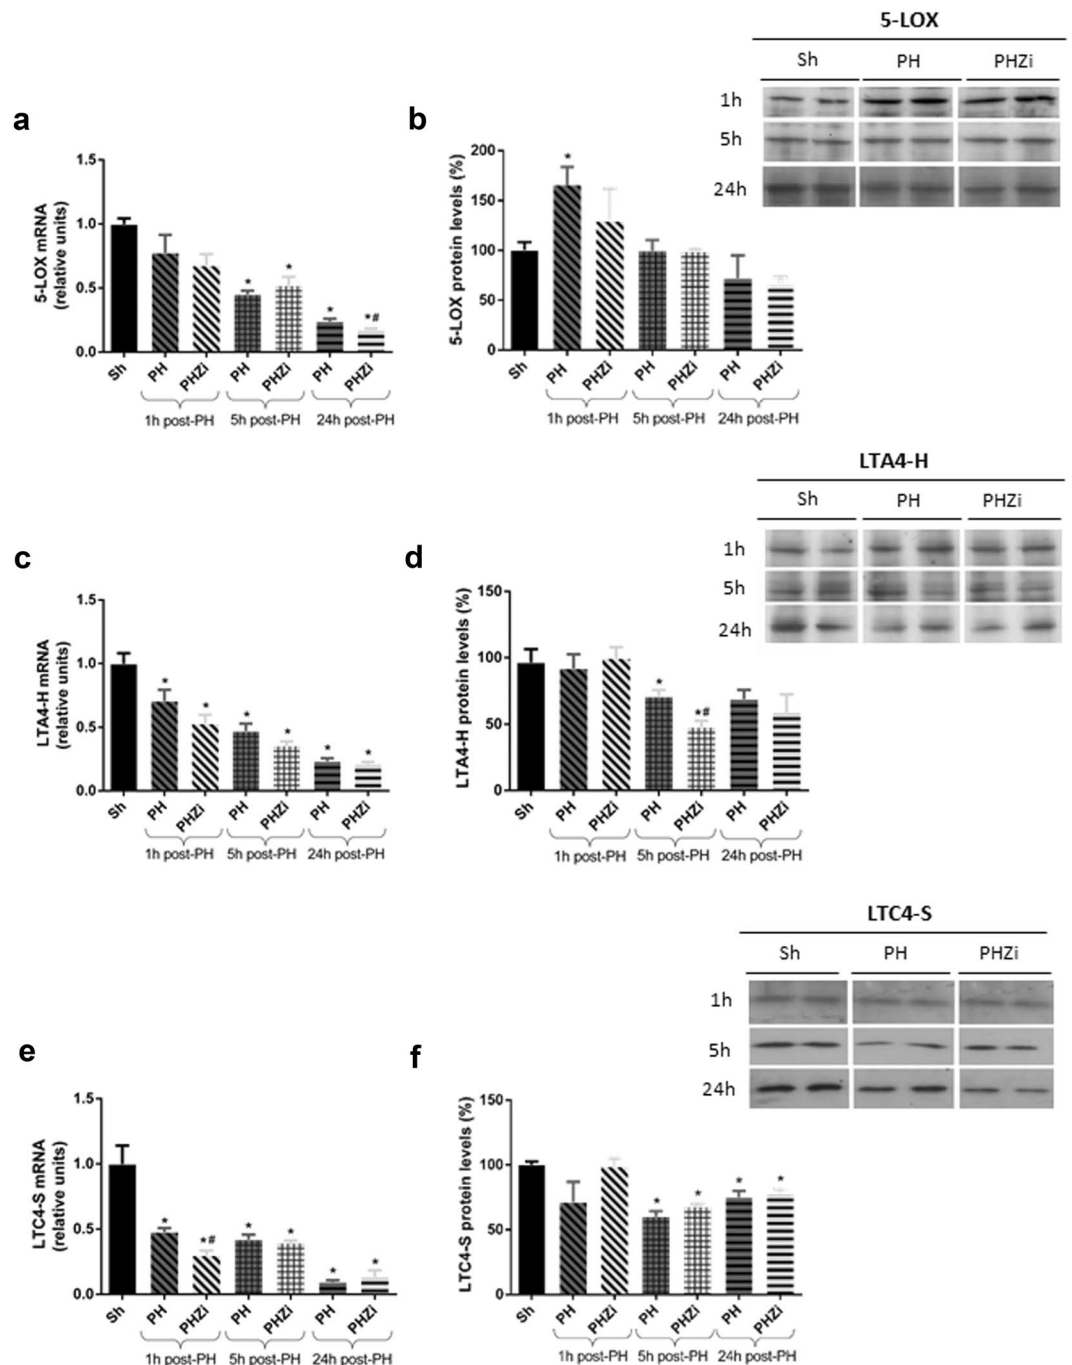 5-LOX
Sh PH PHZi
1h
5h
24h
a
5-LOX mRNA
(relative units)
1.5
1.0
0.5
0.0
Sh PH PHZi PH PHZi PH PHZi
1h post-PH 5h post-PH 24h post-PH
* * * *#
b
5-LOX protein levels (%)
200
150
100
50
0
*
Sh PH PHZi PH PHZi PH PHZi
1h post-PH 5h post-PH 24h post-PH
LTA4-H
Sh PH PHZi
1h
5h
24h
c
LTA4-H mRNA
(relative units)
1.5
1.0
0.5
0.0
* * * * * *
Sh PH PHZi PH PHZi PH PHZi
1h post-PH 5h post-PH 24h post-PH
d
LTA4-H protein levels (%)
150
100
50
0
* *#
Sh PH PHZi PH PHZi PH PHZi
1h post-PH 5h post-PH 24h post-PH
LTC4-S
Sh PH PHZi
1h
5h
24h
e
LTC4-S mRNA
(relative units)
1.5
1.0
0.5
0.0
* *# * * * *
Sh PH PHZi PH PHZi PH PHZi
1h post-PH 5h post-PH 24h post-PH
f
LTC4-S protein levels (%)
150
100
50
0
* * * *
Sh PH PHZi PH PHZi PH PHZi
1h post-PH 5h post-PH 24h post-PH